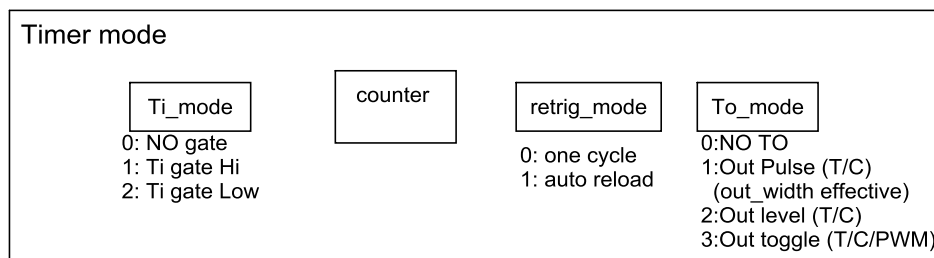 Timer mode
Ti_mode
0: NO gate
1: Ti gate Hi
2: Ti gate Low
counter
retrig_mode
0: one cycle
1: auto reload
To_mode
0:NO TO
1:Out Pulse (T/C)
(out_width effective)
2:Out level (T/C)
3:Out toggle (T/C/PWM)